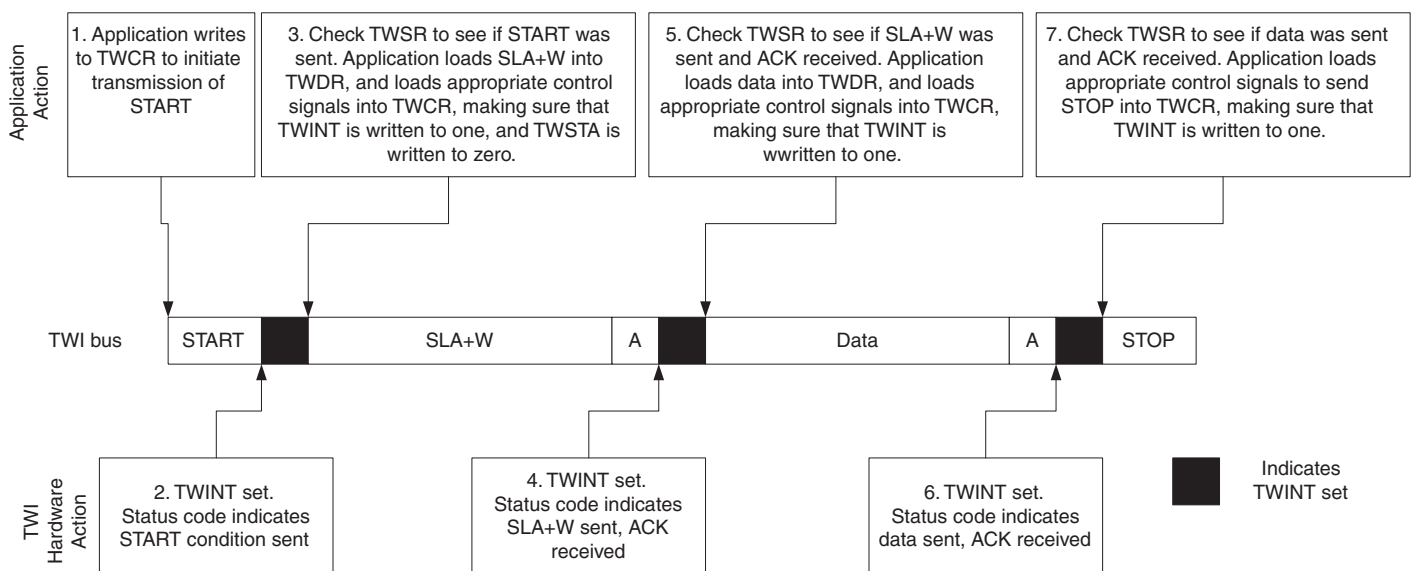 Application
Action
1. Application writes
to TWCR to initiate
transmission of
START
3. Check TWSR to see if START was
sent. Application loads SLA+W into
TWDR, and loads appropriate control
signals into TWCR, making sure that
TWINT is written to one, and TWSTA is
written to zero.
5. Check TWSR to see if SLA+W was
sent and ACK received. Application
loads data into TWDR, and loads
appropriate control signals into TWCR,
making sure that TWINT is
wwritten to one.
7. Check TWSR to see if data was sent
and ACK received. Application loads
appropriate control signals to send
STOP into TWCR, making sure that
TWINT is written to one.
TWI bus
START
SLA+W
A
Data
A
STOP
TWI
Hardware
Action
2. TWINT set.
Status code indicates
START condition sent
4. TWINT set.
Status code indicates
SLA+W sent, ACK
received
6. TWINT set.
Status code indicates
data sent, ACK received
Indicates
TWINT set